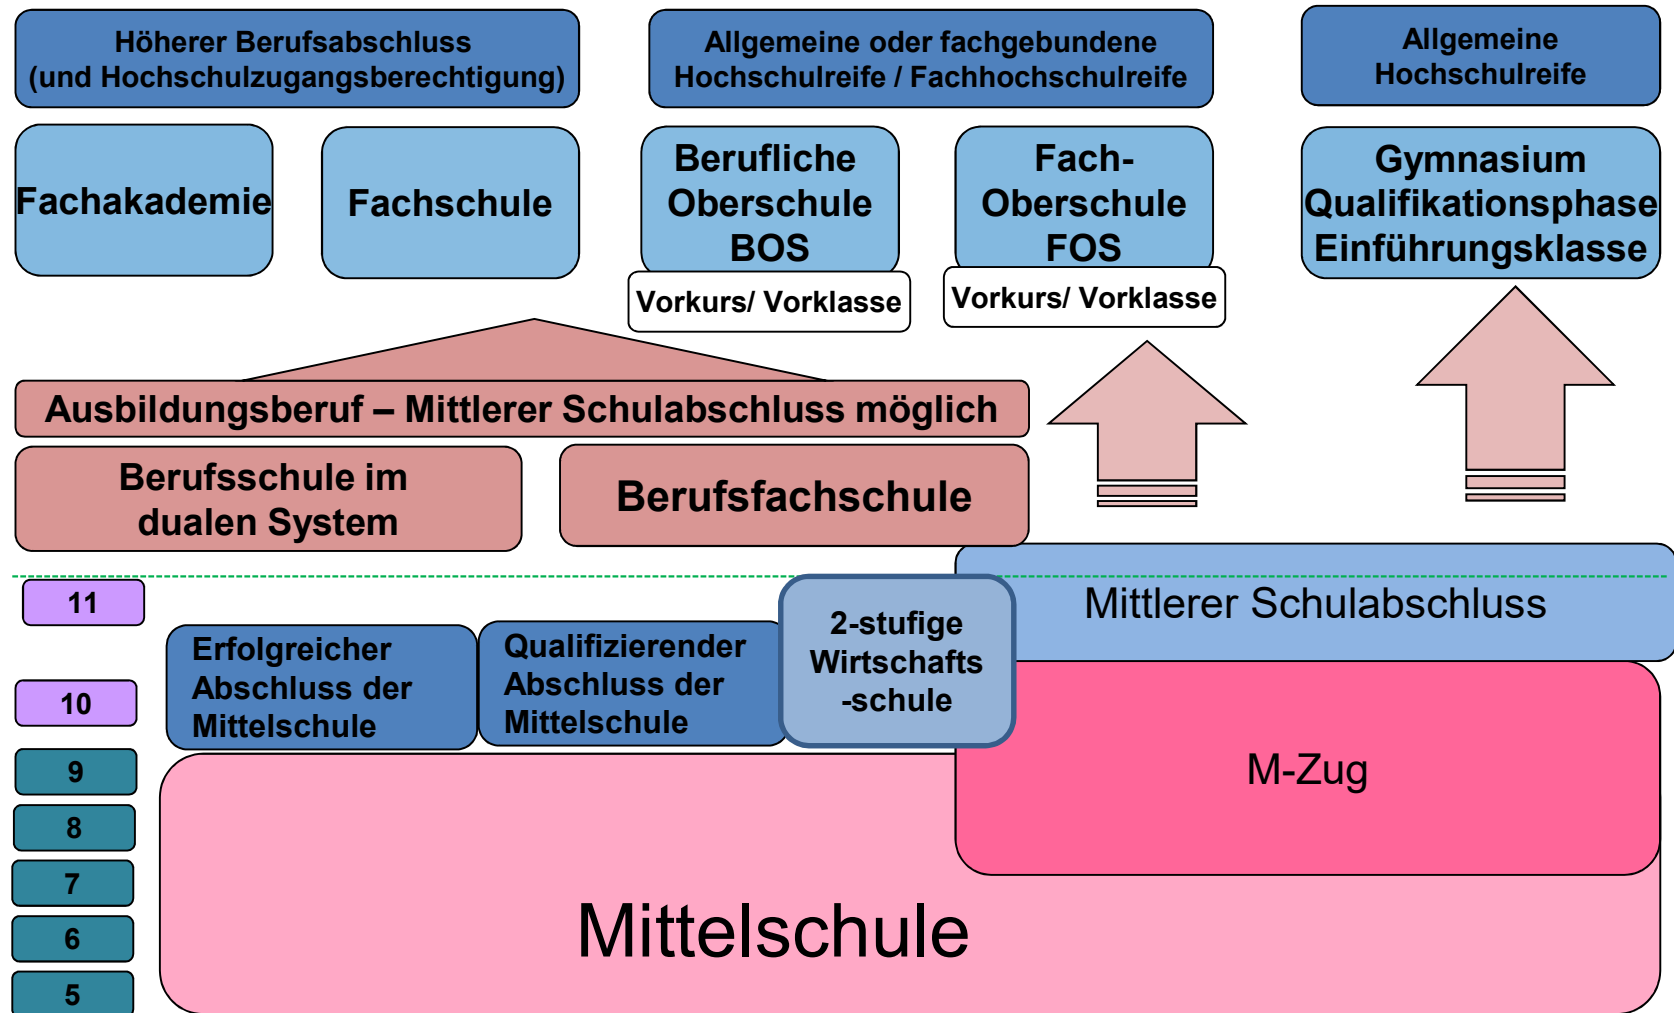 Höherer Berufsabschluss
(und Hochschulzugangsberechtigung)
Allgemeine oder fachgebundene
Hochschulreife / Fachhochschulreife
Allgemeine
Hochschulreife
Fachakademie
Fachschule
Berufliche
Oberschule
BOS
Fach-
Oberschule
FOS
Gymnasium
Qualifikationsphase
Einführungsklasse
Vorkurs/ Vorklasse
Vorkurs/ Vorklasse
Ausbildungsberuf – Mittlerer Schulabschluss möglich
Berufsschule im
dualen System
Berufsfachschule
11
Mittlerer Schulabschluss
2-stufige
Wirtschafts
-schule
Erfolgreicher
Abschluss der
Mittelschule
Qualifizierender
Abschluss der
Mittelschule
10
9
M-Zug
8
7
Mittelschule
6
5